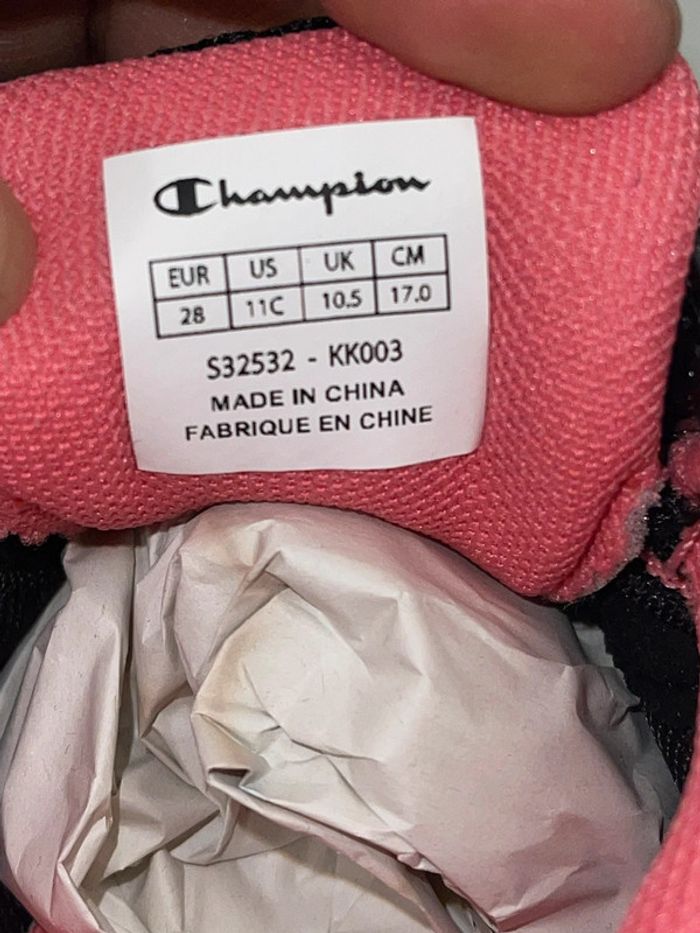 Champion
EUR US UK CM
28 11C 10.5 17.0
S32532 - KK003
MADE IN CHINA
FABRIQUE EN CHINE